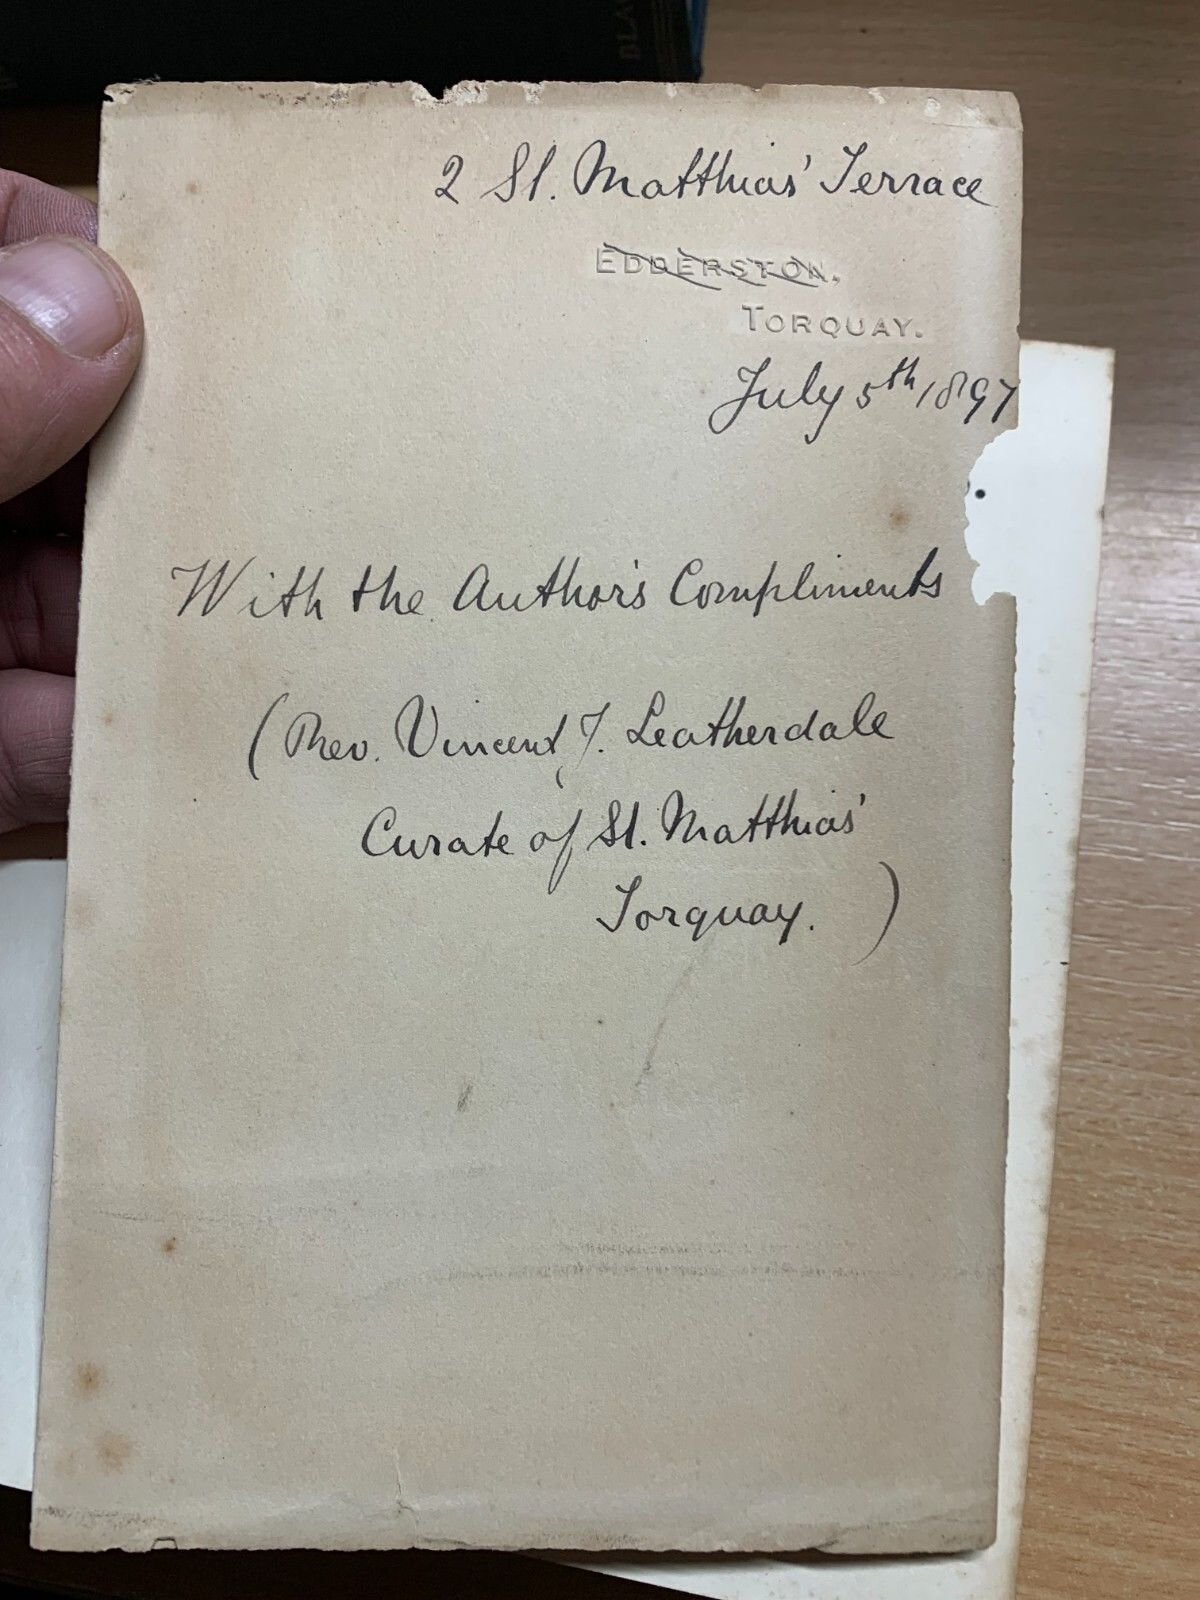 2 St. Matthias' Terrace
EDDERSTON,
TORQUAY.
July 5th, 1897
With the Author's Compliments
(Rev. Vincent J. Leatherdale
Curate of St. Matthias'
Torquay. )